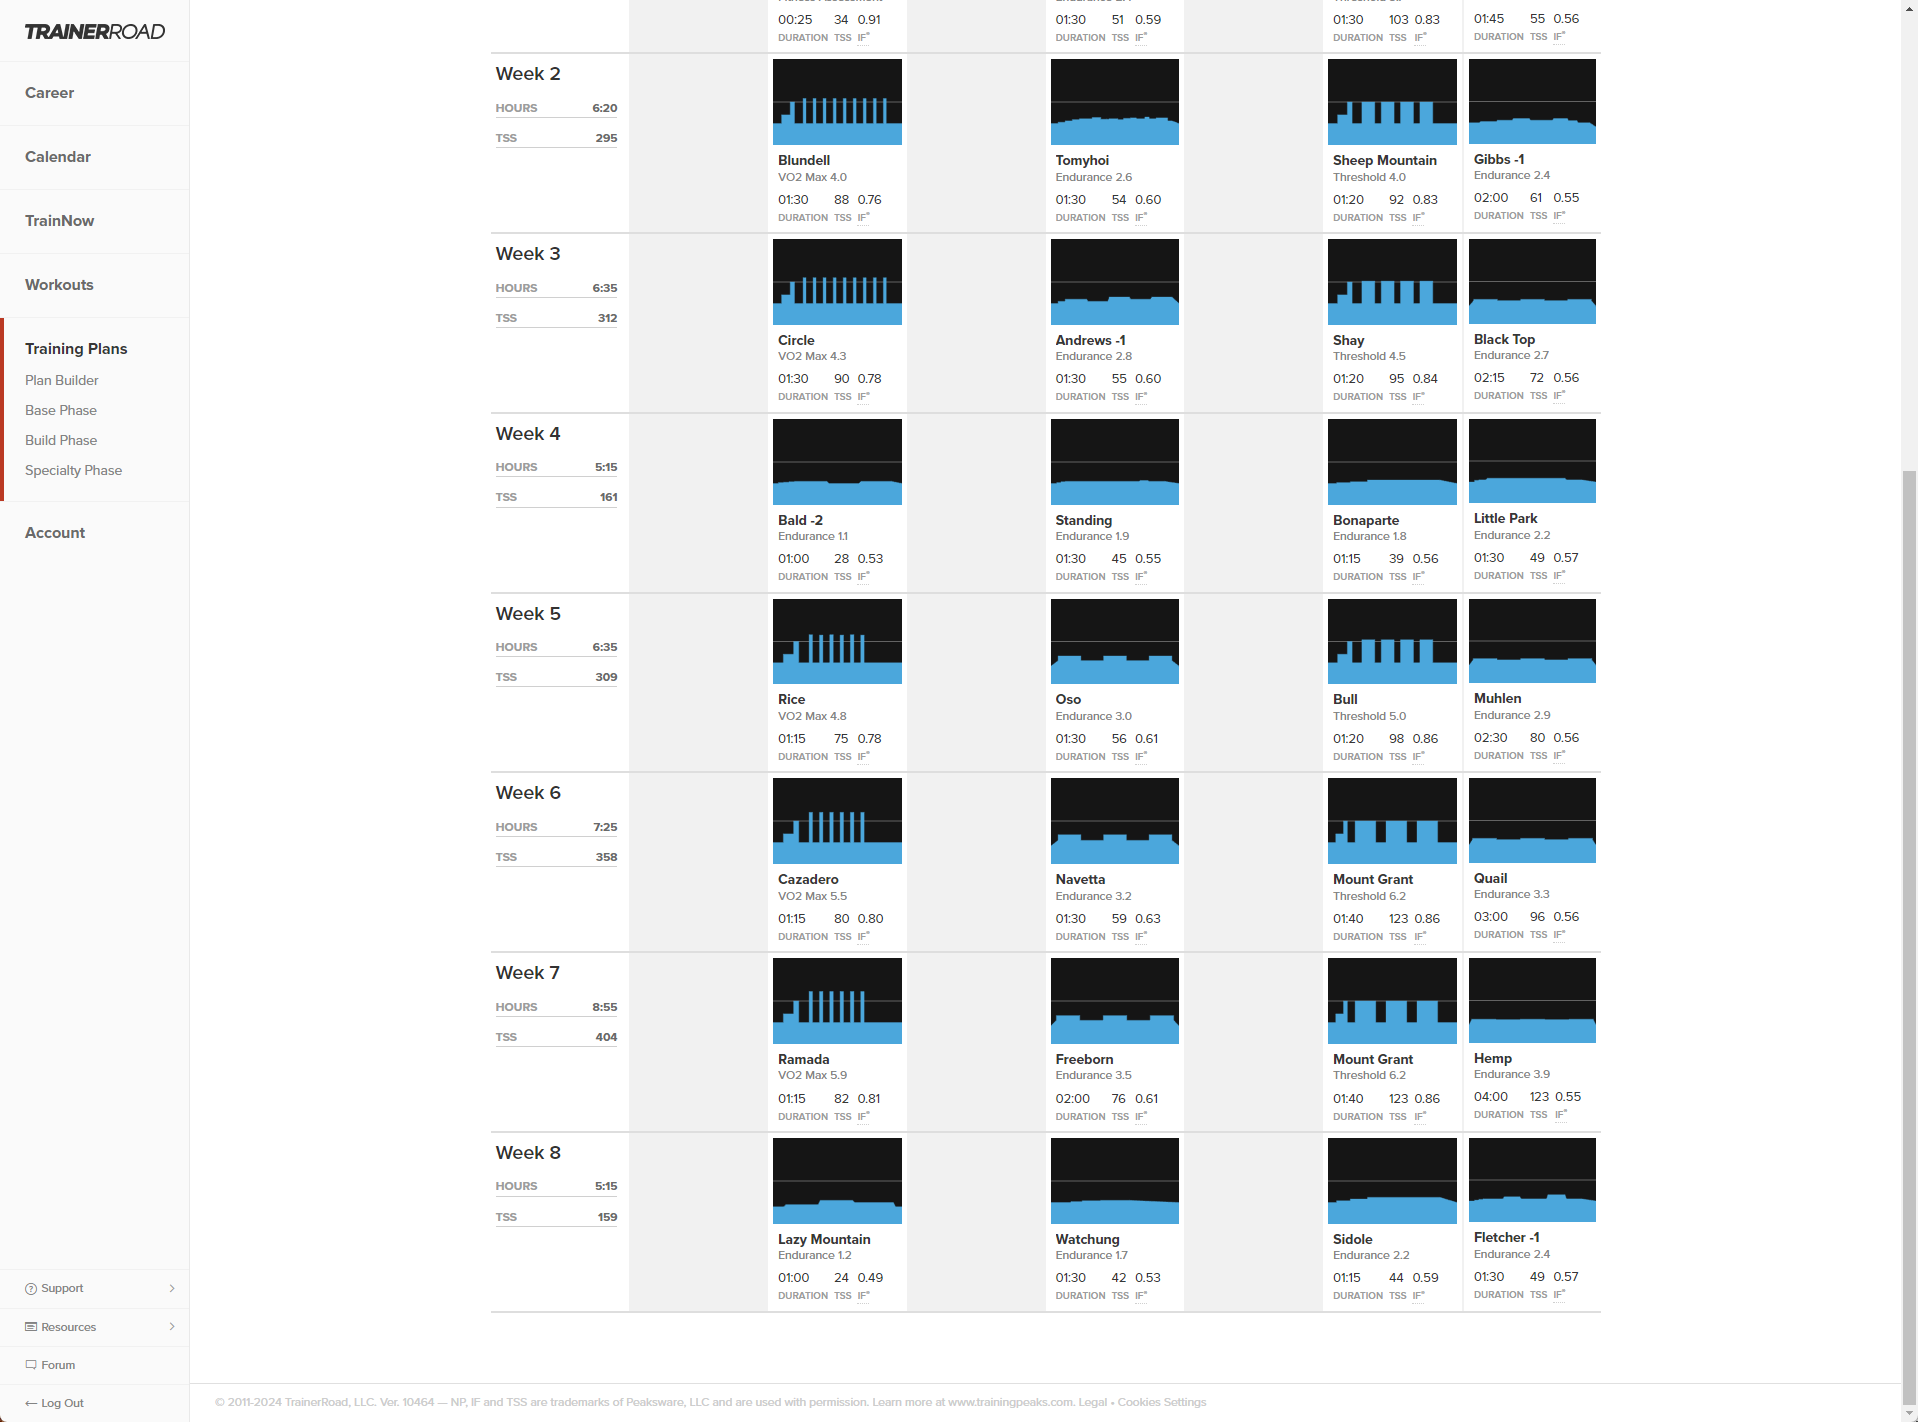 TRAINERROAD
Career
Calendar
TrainNow
Workouts
Training Plans
Plan Builder
Base Phase
Build Phase
Specialty Phase
Account
Support
Resources
Forum
Log Out
00:25 34 0.91
DURATION TSS IF*
01:30 51 0.59
DURATION TSS IF*
01:30 103 0.83
DURATION TSS IF*
01:45 55 0.56
DURATION TSS IF*
Week 2
HOURS 6:20
TSS 295
Blundell
VO2 Max 4.0
01:30 88 0.76
DURATION TSS IF*
Tomyhoi
Endurance 2.6
01:30 54 0.60
DURATION TSS IF*
Sheep Mountain
Threshold 4.0
01:20 92 0.83
DURATION TSS IF*
Gibbs -1
Endurance 2.4
02:00 61 0.55
DURATION TSS IF*
Week 3
HOURS 6:35
TSS 312
Circle
VO2 Max 4.3
01:30 90 0.78
DURATION TSS IF*
Andrews -1
Endurance 2.8
01:30 55 0.60
DURATION TSS IF*
Shay
Threshold 4.5
01:20 95 0.84
DURATION TSS IF*
Black Top
Endurance 2.7
02:15 72 0.56
DURATION TSS IF*
Week 4
HOURS 5:15
TSS 161
Bald -2
Endurance 1.1
01:00 28 0.53
DURATION TSS IF*
Standing
Endurance 1.9
01:30 45 0.55
DURATION TSS IF*
Bonaparte
Endurance 1.8
01:15 39 0.56
DURATION TSS IF*
Little Park
Endurance 2.2
01:30 49 0.57
DURATION TSS IF*
Week 5
HOURS 6:35
TSS 309
Rice
VO2 Max 4.8
01:15 75 0.78
DURATION TSS IF*
Oso
Endurance 3.0
01:30 56 0.61
DURATION TSS IF*
Bull
Threshold 5.0
01:20 98 0.86
DURATION TSS IF*
Muhlen
Endurance 2.9
02:30 80 0.56
DURATION TSS IF*
Week 6
HOURS 7:25
TSS 358
Cazadero
VO2 Max 5.5
01:15 80 0.80
DURATION TSS IF*
Navetta
Endurance 3.2
01:30 59 0.63
DURATION TSS IF*
Mount Grant
Threshold 6.2
01:40 123 0.86
DURATION TSS IF*
Quail
Endurance 3.3
03:00 96 0.56
DURATION TSS IF*
Week 7
HOURS 8:55
TSS 404
Ramada
VO2 Max 5.9
01:15 82 0.81
DURATION TSS IF*
Freeborn
Endurance 3.5
02:00 76 0.61
DURATION TSS IF*
Mount Grant
Threshold 6.2
01:40 123 0.86
DURATION TSS IF*
Hemp
Endurance 3.9
04:00 123 0.55
DURATION TSS IF*
Week 8
HOURS 5:15
TSS 159
Lazy Mountain
Endurance 1.2
01:00 24 0.49
DURATION TSS IF*
Watchung
Endurance 1.7
01:30 42 0.53
DURATION TSS IF*
Sidole
Endurance 2.2
01:15 44 0.59
DURATION TSS IF*
Fletcher -1
Endurance 2.4
01:30 49 0.57
DURATION TSS IF*
© 2011-2024 TrainerRoad, LLC. Ver. 10464 — NP, IF and TSS are trademarks of Peaksware, LLC and are used with permission. Learn more at www.trainingpeaks.com. Legal • Cookies Settings